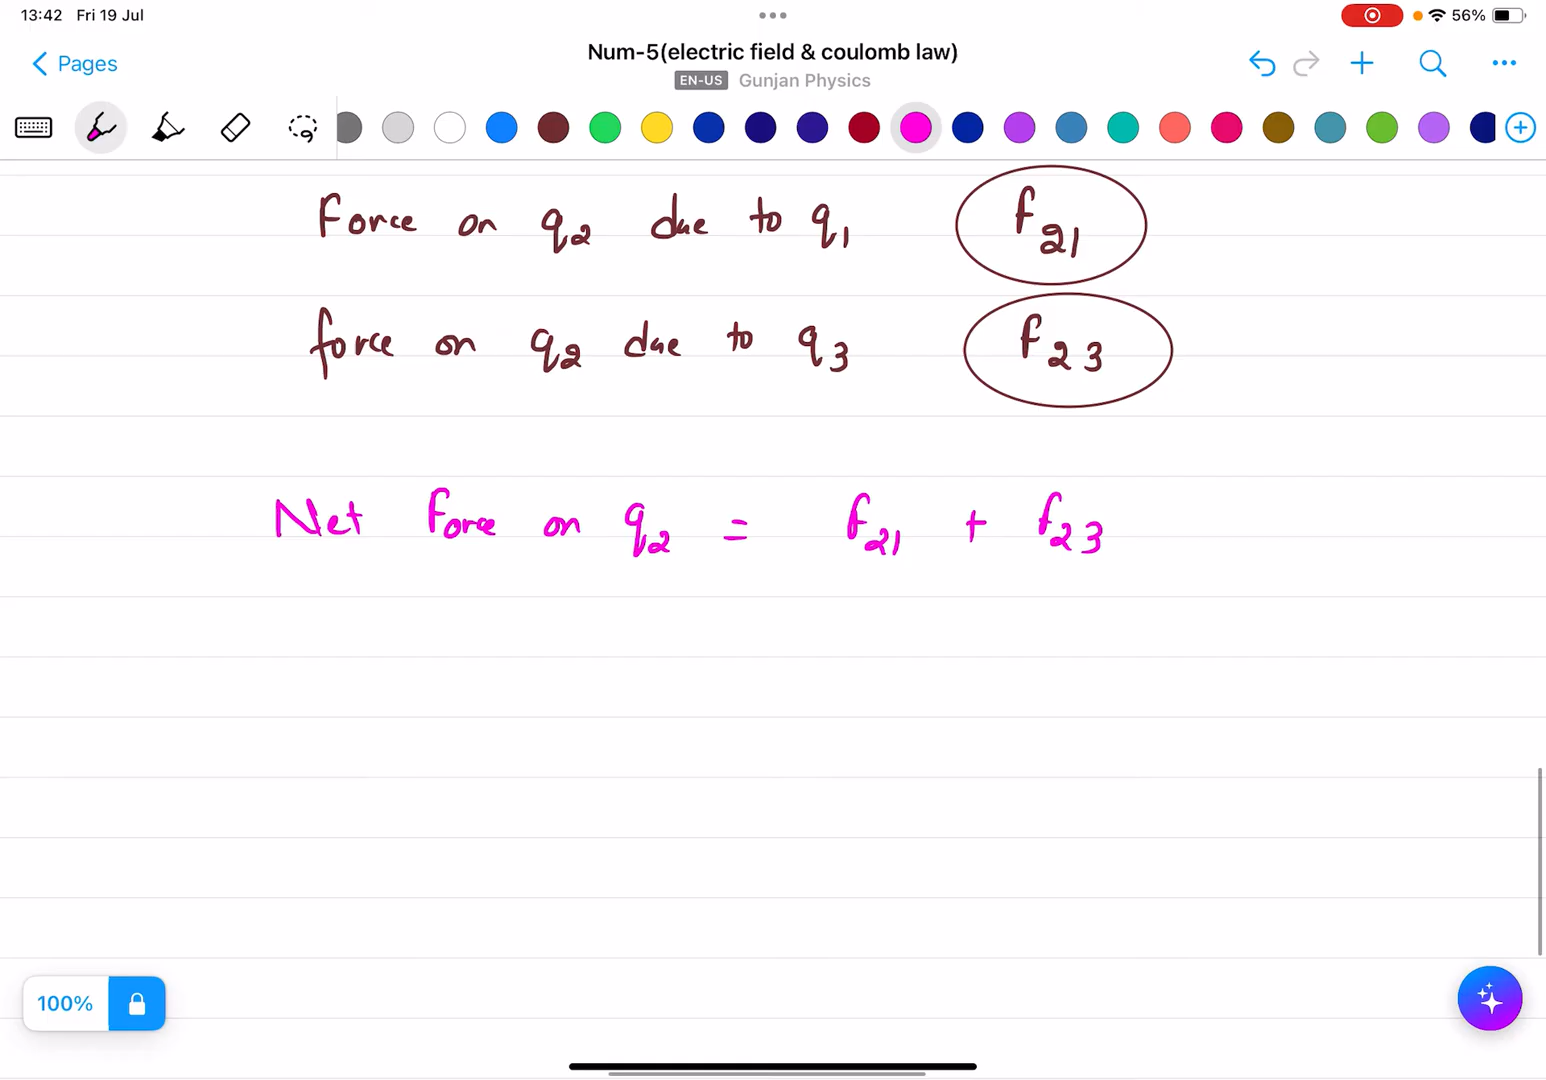 13:42 Fri 19 Jul
56%
Pages
Num-5(electric field & coulomb law)
EN-US Gunjan Physics
Force on q2 due to q1 F21
force on q2 due to q3 F23
Net Force on q2 = F21 + F23
100%